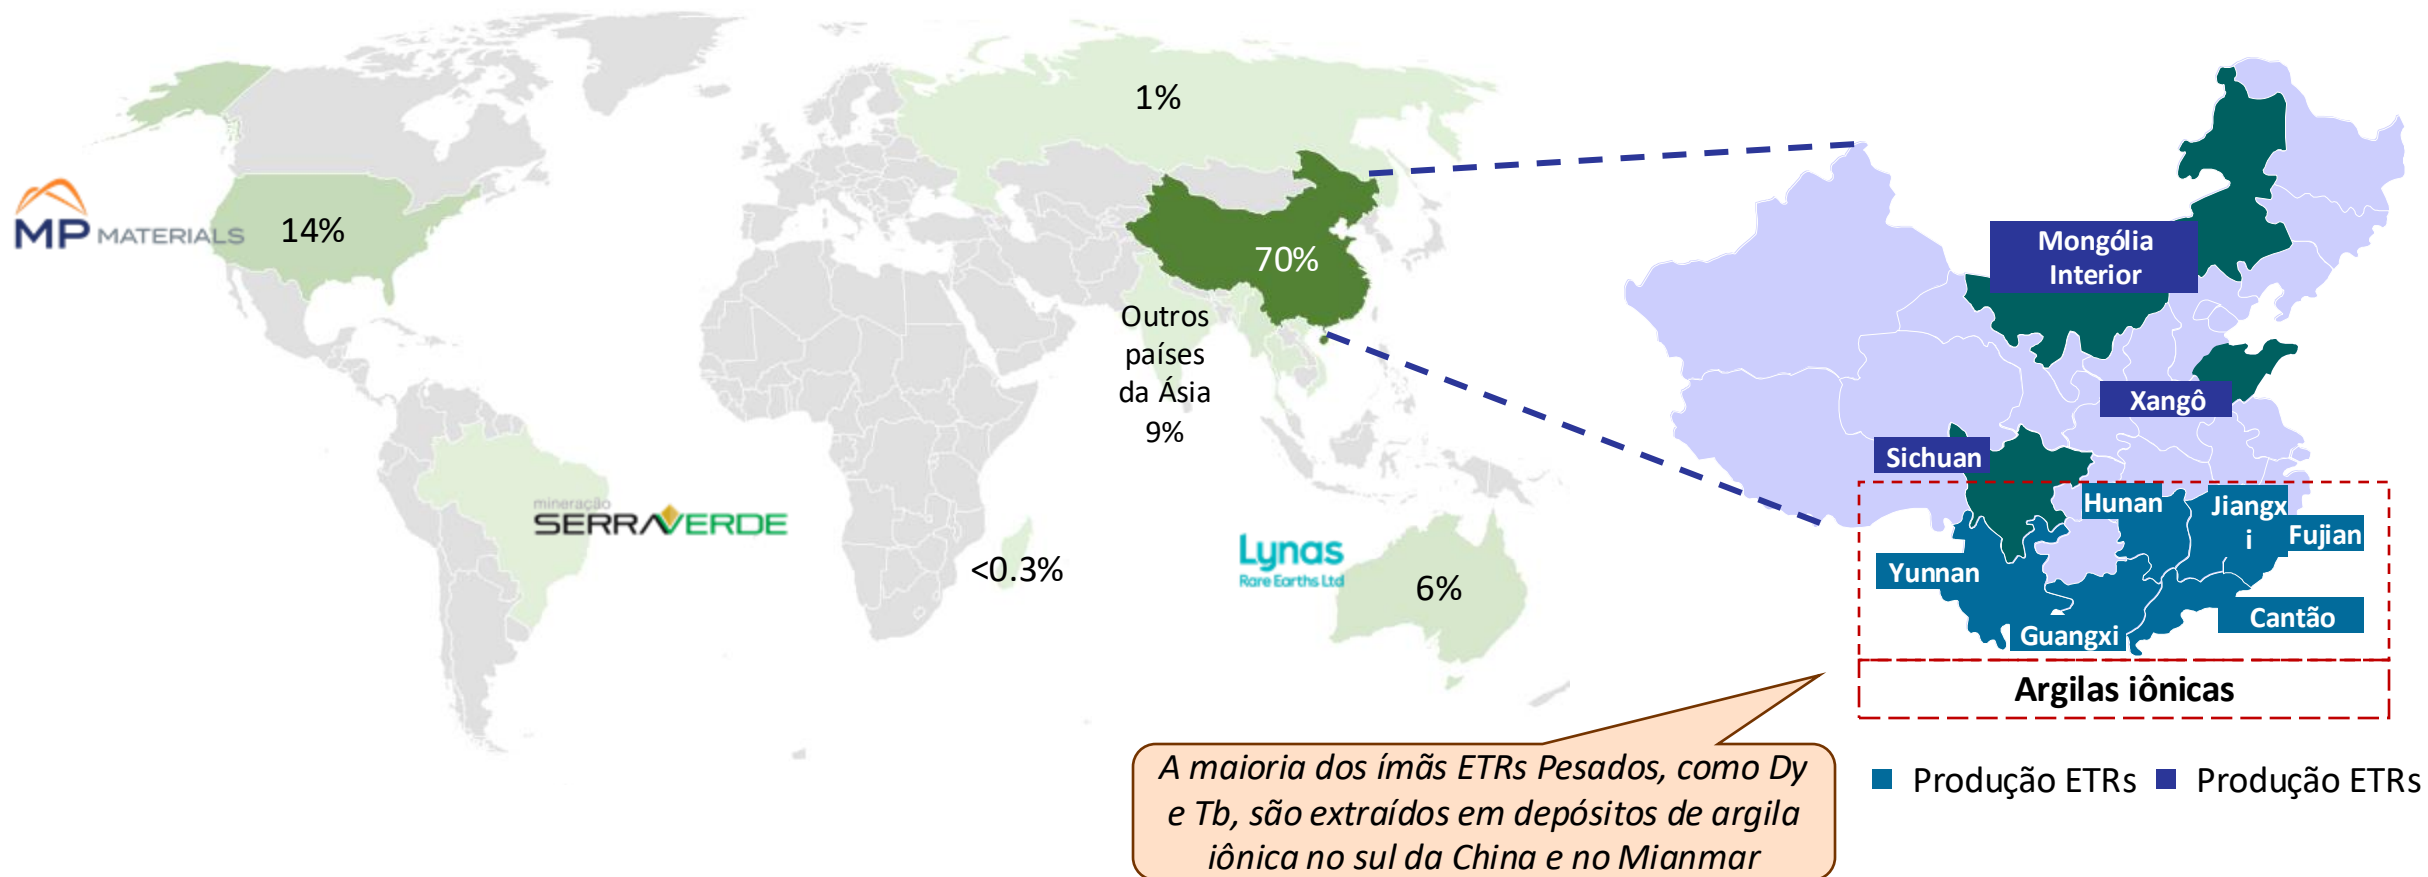 1%
MP MATERIALS
14%
70%
Outros
países
da Ásia
9%
mineração
SERRAVERDE
<0.3%
Lynas
Rare Earths Ltd
6%
Mongólia
Interior
Xangô
Sichuan
Hunan
Jiangx
i
Fujian
Yunnan
Cantão
Guangxi
Argilas iônicas
A maioria dos ímãs ETRs Pesados, como Dy
e Tb, são extraídos em depósitos de argila
iônica no sul da China e no Mianmar
Produção ETRs
Produção ETRs